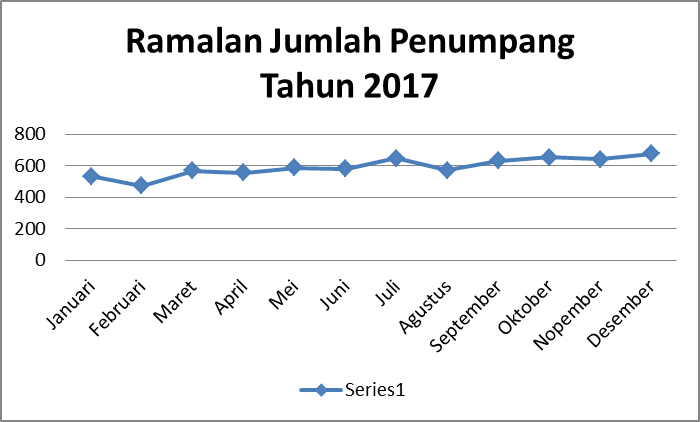 Ramalan Jumlah Penumpang
Tahun 2017
800
600
400
200
0
Januari
Februari
Maret
April
Mei
Juni
Juli
Agustus
September
Oktober
Nopember
Desember
Series1